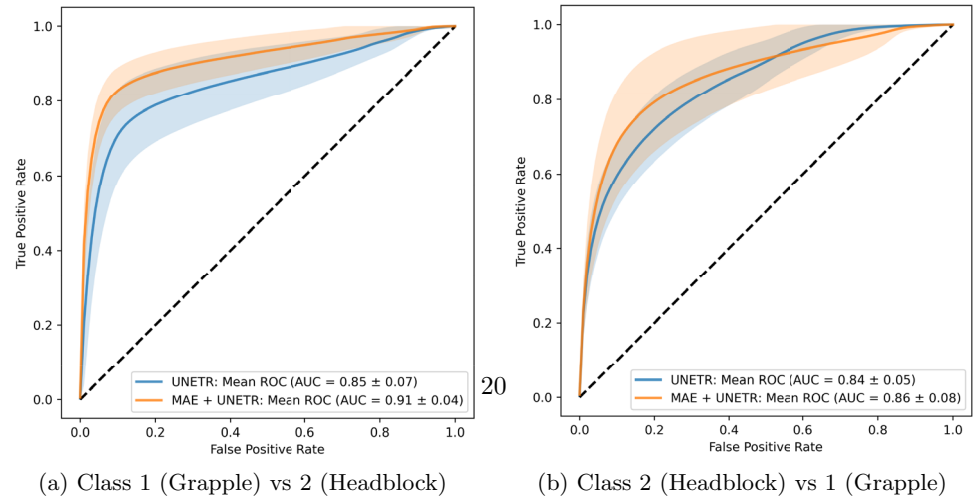 1.0
0.8
0.6
0.4
0.2
0.0
True Positive Rate
UNETR: Mean ROC (AUC = 0.85 ± 0.07)
MAE + UNETR: Mean ROC (AUC = 0.91 ± 0.04)
0.0 0.2 0.4 0.6 0.8 1.0
False Positive Rate
(a) Class 1 (Grapple) vs 2 (Headblock)
20
1.0
0.8
0.6
0.4
0.2
0.0
True Positive Rate
UNETR: Mean ROC (AUC = 0.84 ± 0.05)
MAE + UNETR: Mean ROC (AUC = 0.86 ± 0.08)
0.0 0.2 0.4 0.6 0.8 1.0
False Positive Rate
(b) Class 2 (Headblock) vs 1 (Grapple)